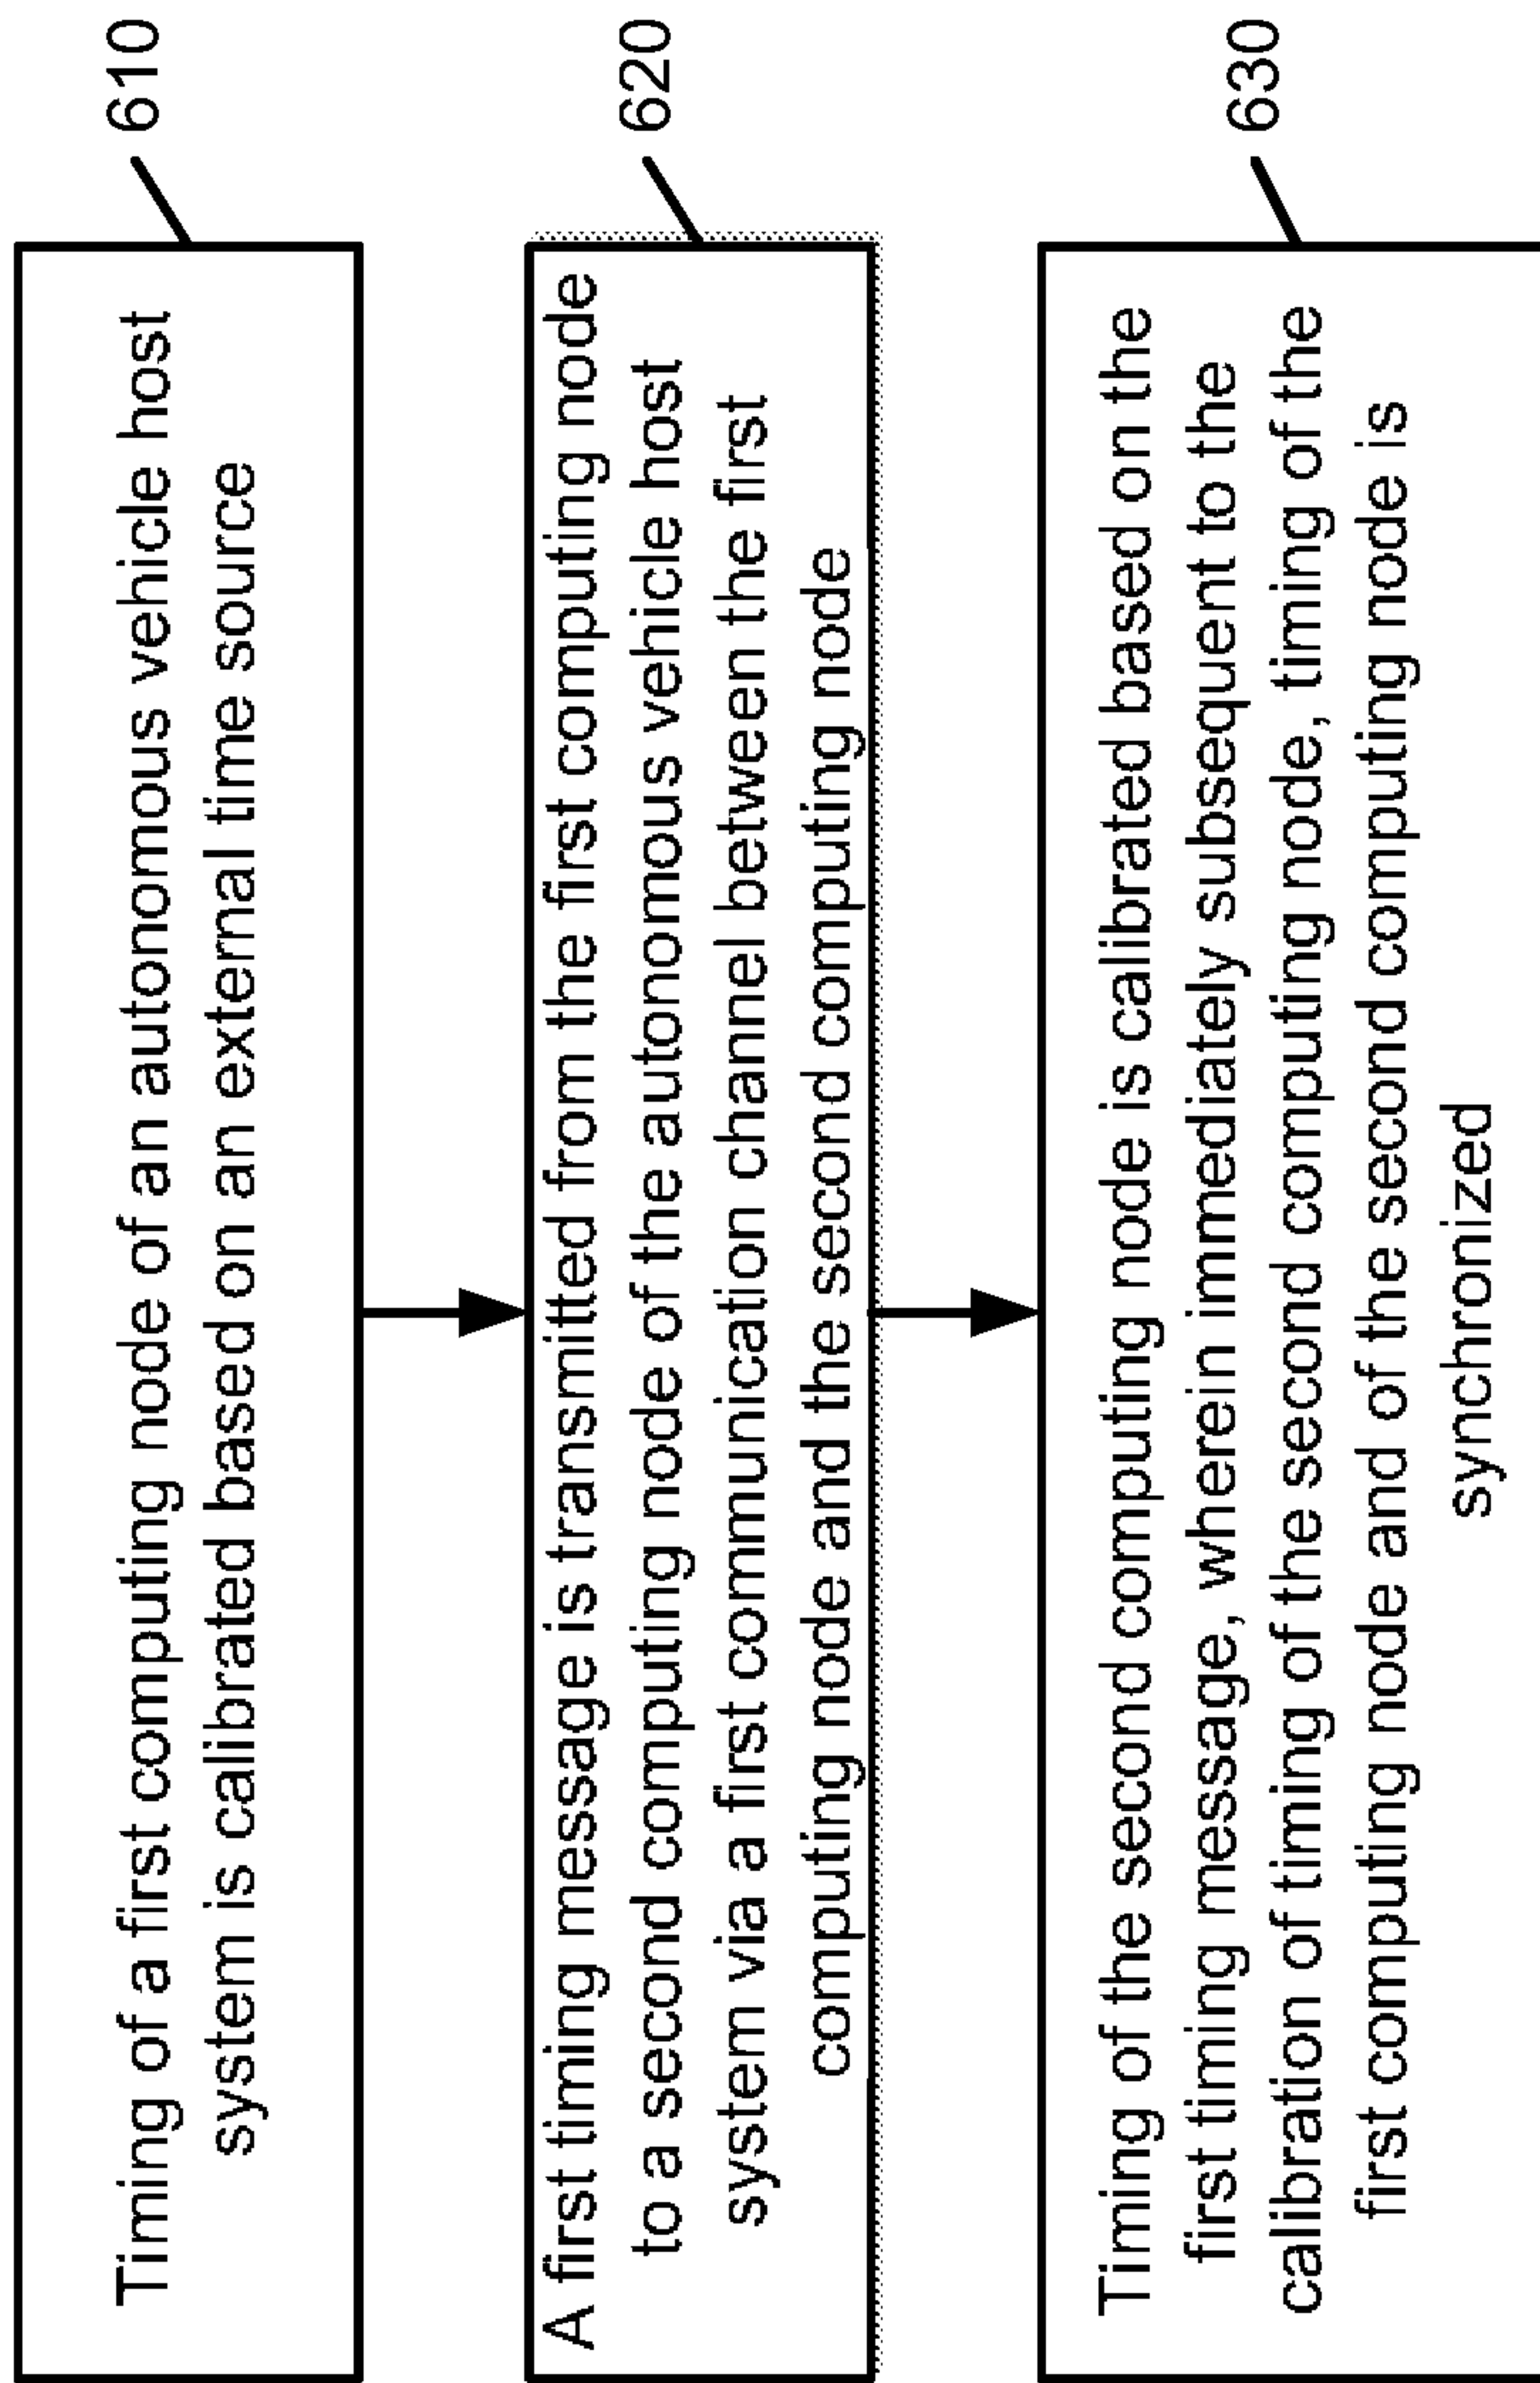 Timing of a first computing node of an autonomous vehicle host
system is calibrated based on an external time source
610
A first timing message is transmitted from the first computing node
to a second computing node of the autonomous vehicle host
system via a first communication channel between the first
computing node and the second computing node
620
Timing of the second computing node is calibrated based on the
first timing message, wherein immediately subsequent to the
calibration of timing of the second computing node, timing of the
first computing node and of the second computing node is
synchronized
630